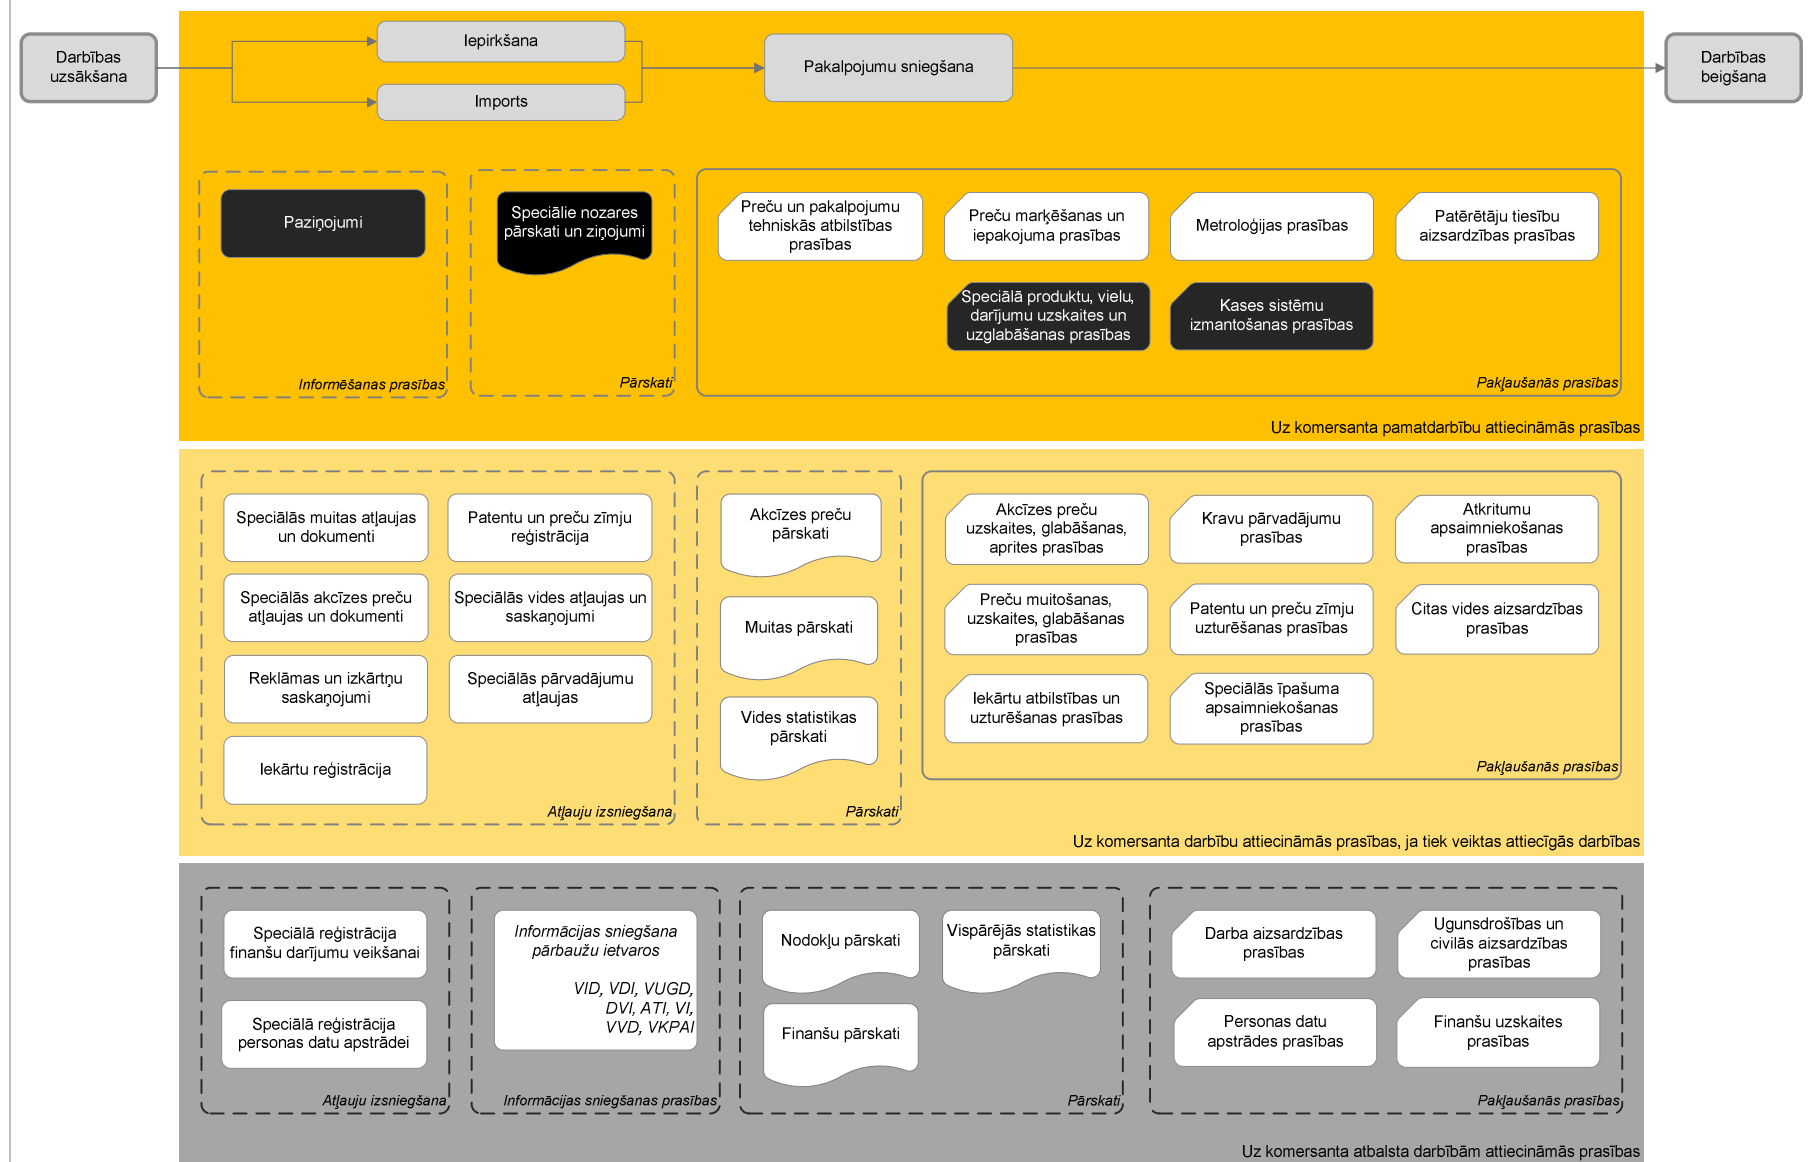 Darbības
uzsākšana
Iepirkšana
Imports
Pakalpojumu sniegšana
Darbības
beigšana
Paziņojumi
Informēšanas prasības
Speciālie nozares
pārskati un ziņojumi
Pārskati
Preču un pakalpojumu
tehniskās atbilstības
prasības
Preču marķēšanas un
iepakojuma prasības
Metroloģijas prasības
Patērētāju tiesību
aizsardzības prasības
Speciālā produktu, vielu,
darījumu uzskaites un
uzglabāšanas prasības
Kases sistēmu
izmantošanas prasības
Pakļaušanās prasības
Uz komersanta pamatdarbību attiecināmās prasības
Speciālās muitas atļaujas
un dokumenti
Patentu un preču zīmju
reģistrācija
Speciālās akcīzes preču
atļaujas un dokumenti
Speciālās vides atļaujas un
saskaņojumi
Reklāmas un izkārtņu
saskaņojumi
Speciālās pārvadājumu
atļaujas
Iekārtu reģistrācija
Atļauju izsniegšana
Akcīzes preču
pārskati
Muitas pārskati
Vides statistikas
pārskati
Pārskati
Akcīzes preču
uzskaites, glabāšanas,
aprites prasības
Kravu pārvadājumu
prasības
Atkritumu
apsaimniekošanas
prasības
Preču muitošanas,
uzskaites, glabāšanas
prasības
Patentu un preču zīmju
uzturēšanas prasības
Citas vides aizsardzības
prasības
Iekārtu atbilstības un
uzturēšanas prasības
Speciālās īpašuma
apsaimniekošanas
prasības
Pakļaušanās prasības
Uz komersanta darbību attiecināmās prasības, ja tiek veiktas attiecīgās darbības
Speciālā reģistrācija
finanšu darījumu veikšanai
Speciālā reģistrācija
personas datu apstrādei
Atļauju izsniegšana
Informācijas sniegšana
pārbaužu ietvaros
VID, VDI, VUGD,
DVI, ATI, VI,
VVD, VKPAI
Informācijas sniegšanas prasības
Nodokļu pārskati
Vispārējās statistikas
pārskati
Finanšu pārskati
Pārskati
Darba aizsardzības
prasības
Ugunsdrošības un
civilās aizsardzības
prasības
Personas datu
apstrādes prasības
Finanšu uzskaites
prasības
Pakļaušanās prasības
Uz komersanta atbalsta darbībām attiecināmās prasības